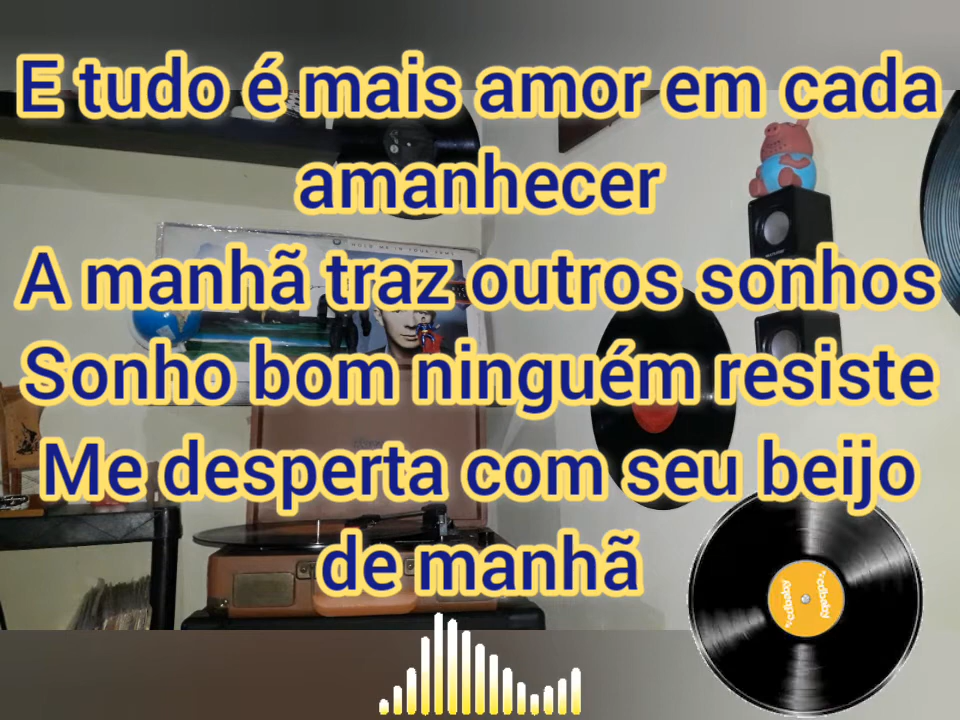 E tudo é mais amor em cada
amanhecer
A manhã traz outros sonhos
Sonho bom ninguém resiste
Me desperta com seu beijo
de manhã